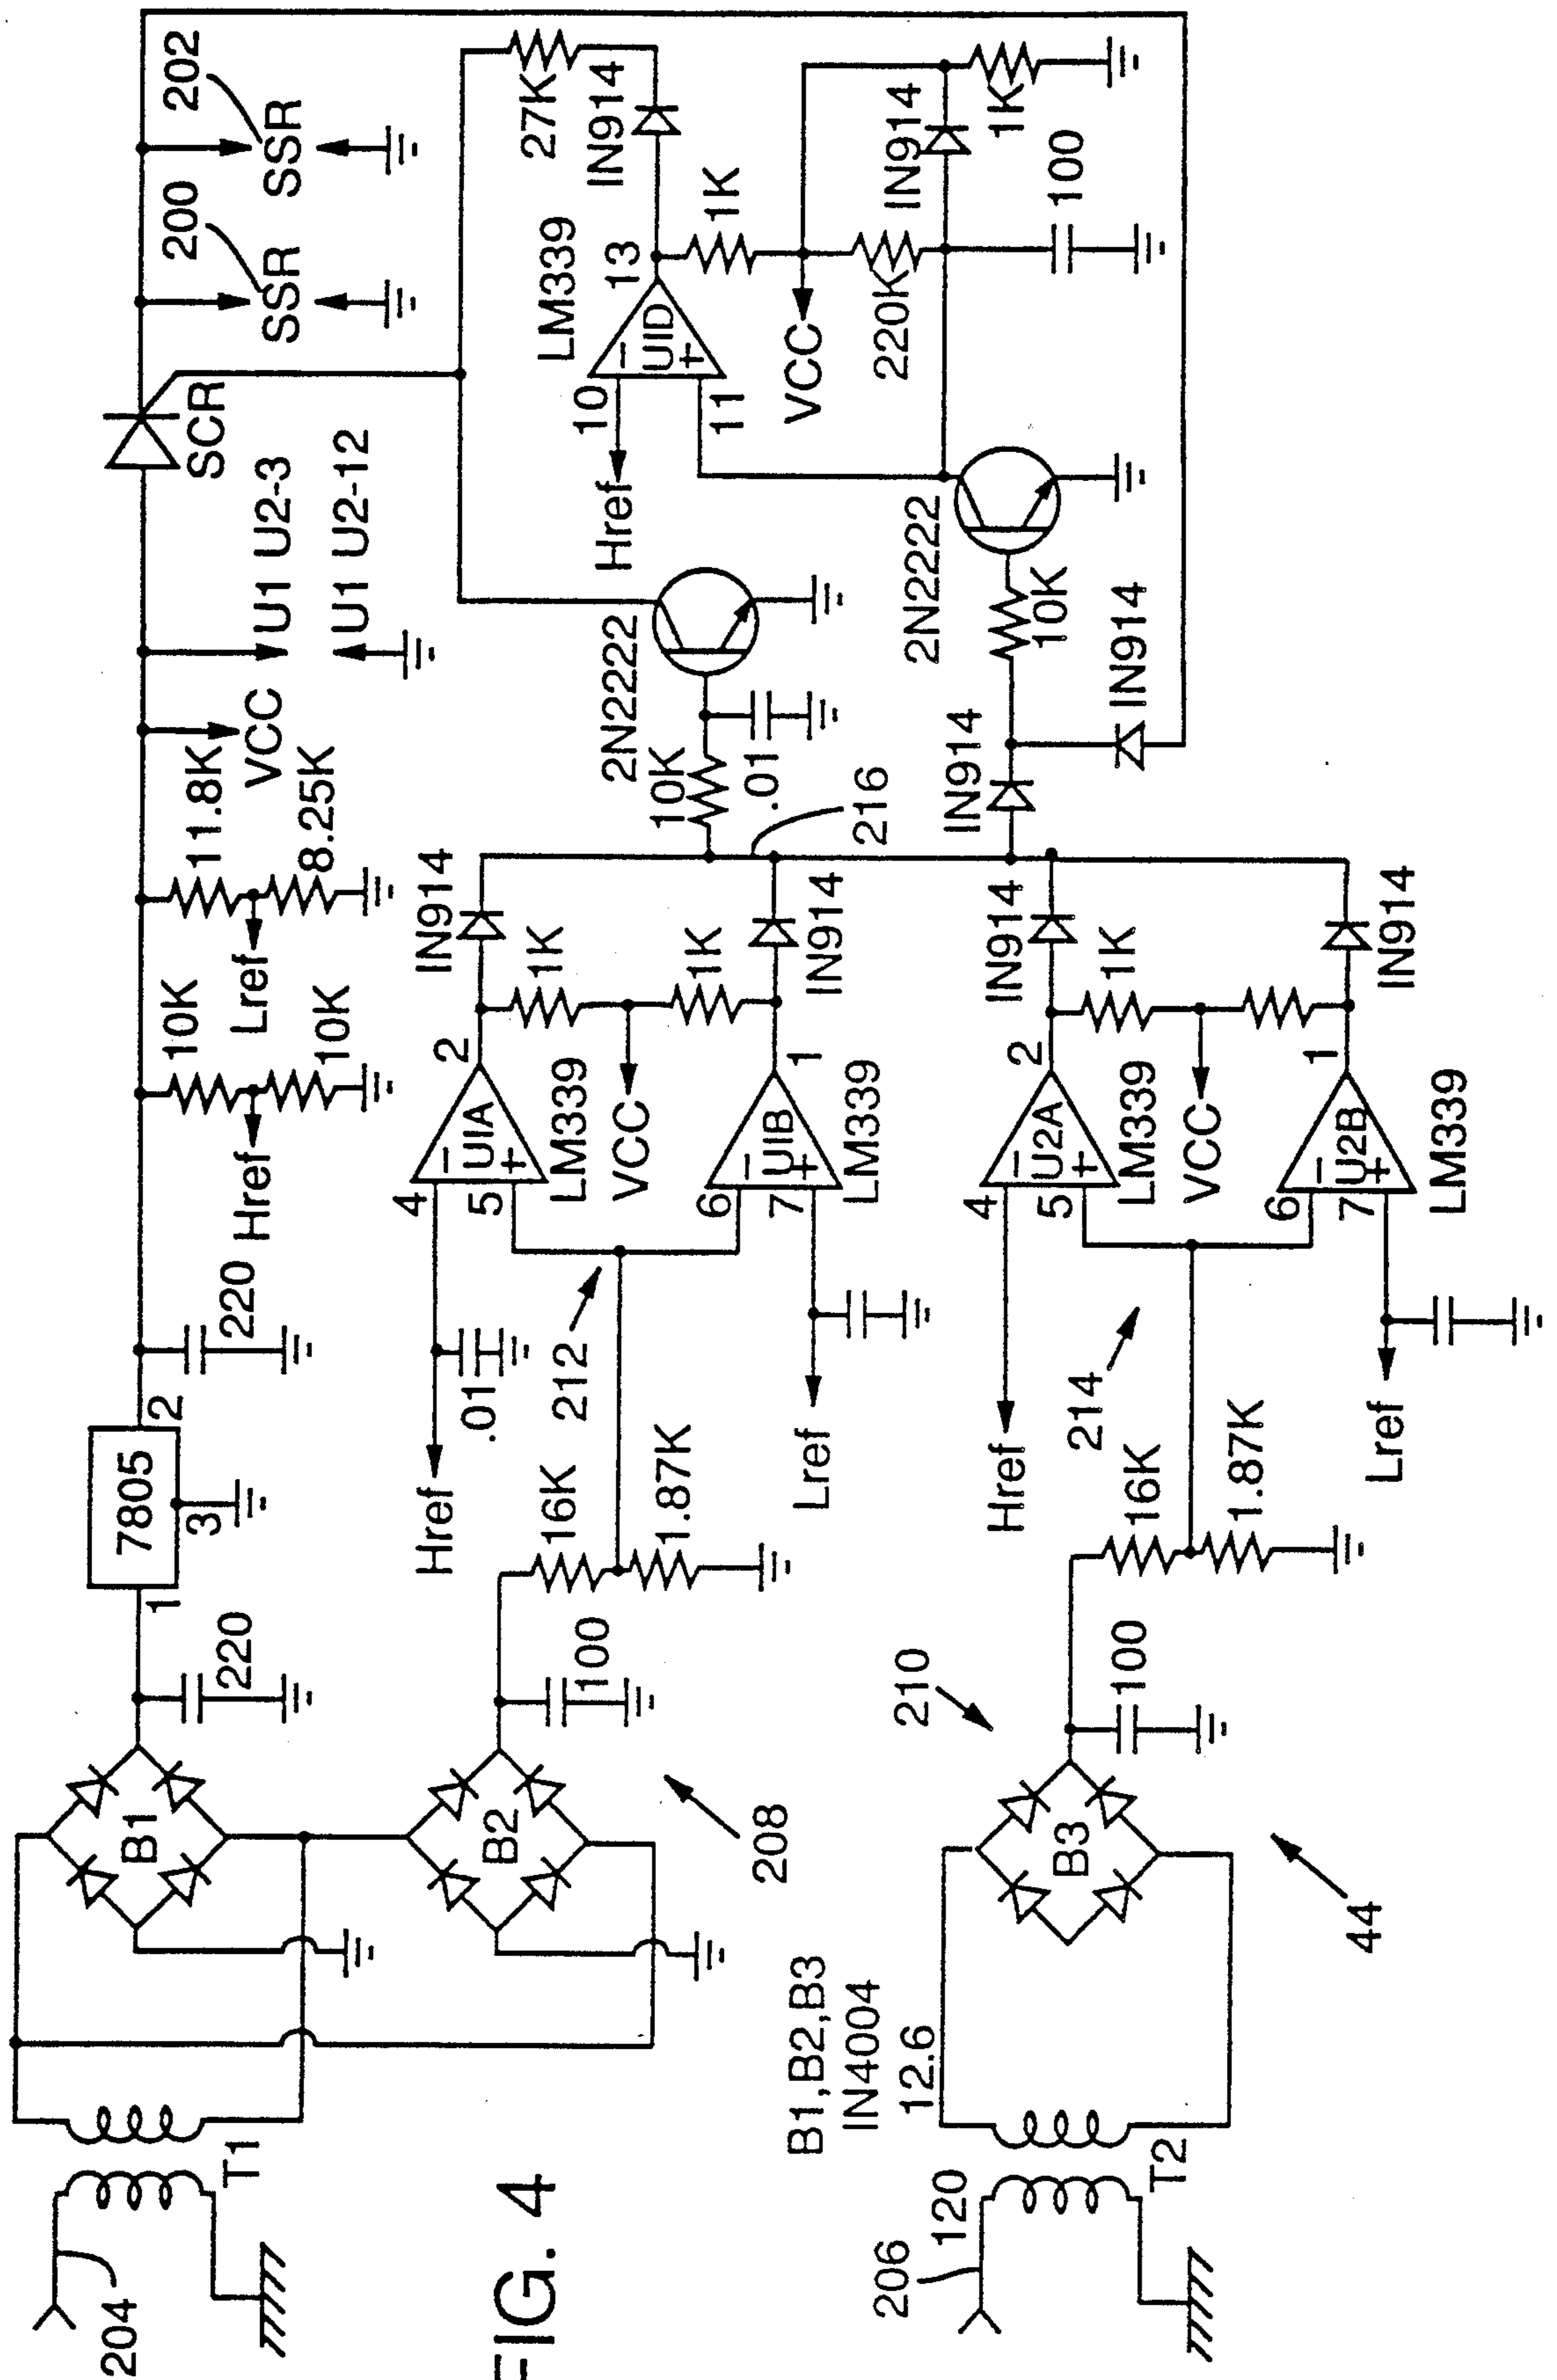 202
SSR
200
SSR
SCR
U1 U2-3
U1 U2-12
VCC
11.8K
8.25K
Lref
10K
10K
Href
220
7805
1
2
3
220
B1
T1
204
27K
IN914
LM339
13
10
11
UID
−
+
Href
1K
VCC
220K
IN914
1K
100
2N2222
2N2222
10K
.01
10K
IN914
IN914
216
IN914
1K
2
UIA
−
+
LM339
VCC
4
5
Href
.01
212
1K
IN914
1
UIB
−
+
LM339
6
7
Lref
16K
1.87K
100
B2
208
IN914
1K
2
U2A
−
+
LM339
VCC
4
5
Href
214
IN914
1
U2B
−
+
LM339
6
7
Lref
16K
1.87K
210
100
B3
44
B1,B2,B3
IN4004
12.6
120
T2
206
FIG. 4